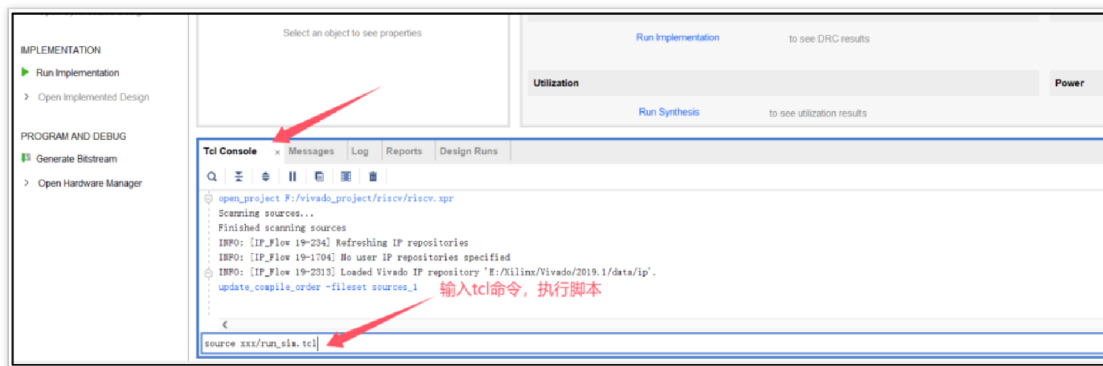 Select an object to see properties
Run Implementation to see DRC results
IMPLEMENTATION
Run Implementation
Open Implemented Design
Utilization Power
Run Synthesis to see utilization results
PROGRAM AND DEBUG
Generate Bitstream
Open Hardware Manager
Tcl Console × Messages Log Reports Design Runs
open_project F:/vivado_project/riscv/riscv.xpr
Scanning sources...
Finished scanning sources
INFO: [IP_Flow 19-234] Refreshing IP repositories
INFO: [IP_Flow 19-1704] No user IP repositories specified
INFO: [IP_Flow 19-2313] Loaded Vivado IP repository 'E:/Xilinx/Vivado/2019.1/data/ip'.
update_compile_order -fileset sources_1
输入tcl命令，执行脚本
source xxx/run_sim.tcl